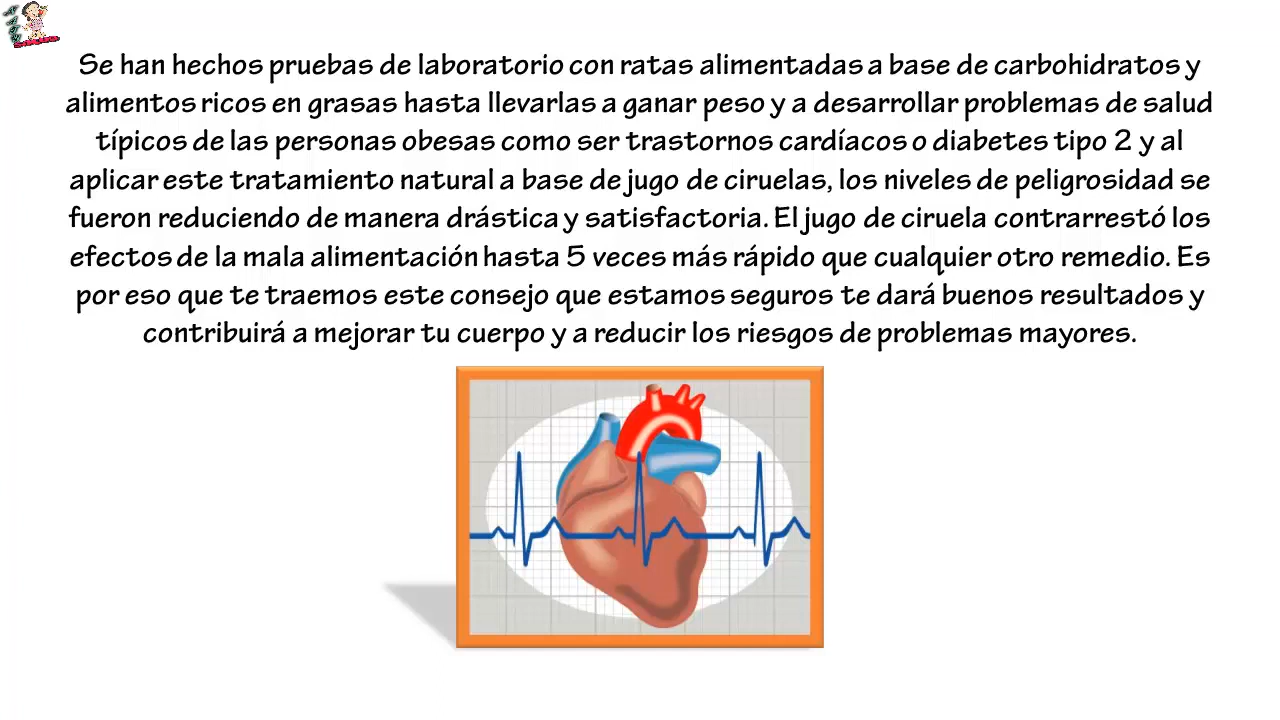 Se han hechos pruebas de laboratorio con ratas alimentadas a base de carbohidratos y
alimentos ricos en grasas hasta llevarlas a ganar peso y a desarrollar problemas de salud
típicos de las personas obesas como ser trastornos cardíacos o diabetes tipo 2 y al
aplicar este tratamiento natural a base de jugo de ciruelas, los niveles de peligrosidad se
fueron reduciendo de manera drástica y satisfactoria. El jugo de ciruela contrarrestó los
efectos de la mala alimentación hasta 5 veces más rápido que cualquier otro remedio. Es
por eso que te traemos este consejo que estamos seguros te dará buenos resultados y
contribuirá a mejorar tu cuerpo y a reducir los riesgos de problemas mayores.